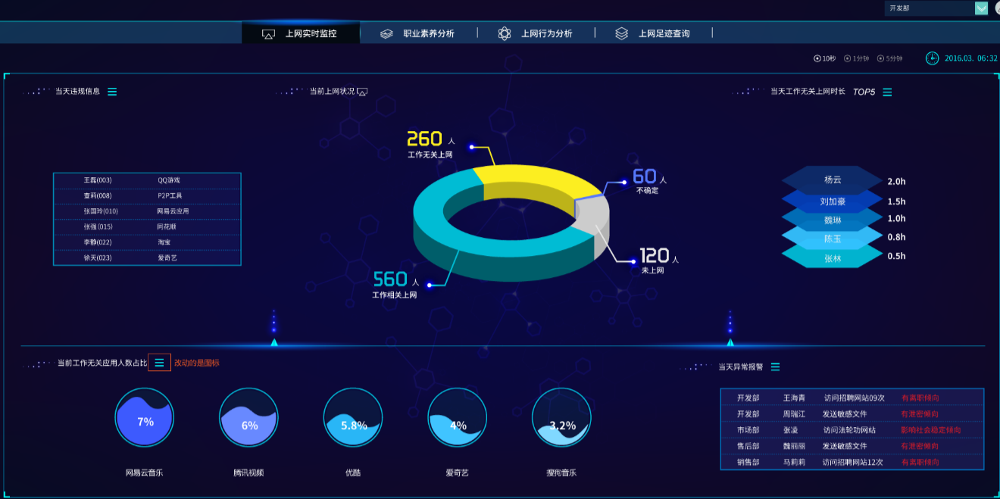 开发部
上网实时监控
职业素养分析
上网行为分析
上网足迹查询
10秒 1分钟 5分钟
2016.03. 06:32
当天违规信息
王磊(003) QQ游戏
查莉(008) P2P工具
张国玲(010) 网易云应用
张强(015) 同花顺
李静(022) 淘宝
徐天(023) 爱奇艺
当前上网状况
260 人
工作无关上网
60 人
不确定
120 人
未上网
560 人
工作相关上网
当天工作无关上网时长 TOP5
杨云 2.0h
刘加豪 1.5h
魏琳 1.0h
陈玉 0.8h
张林 0.5h
当前工作无关应用人数占比 改动的是图标
7%
网易云音乐
6%
腾讯视频
5.8%
优酷
4%
爱奇艺
3.2%
搜狗音乐
当天异常报警
开发部 王海青 访问招聘网站09次 有离职倾向
开发部 周瑞江 发送敏感文件 有泄密倾向
市场部 张凌 访问法轮功网站 影响社会稳定倾向
售后部 魏丽丽 发送敏感文件 有泄密倾向
销售部 马莉莉 访问招聘网站12次 有离职倾向